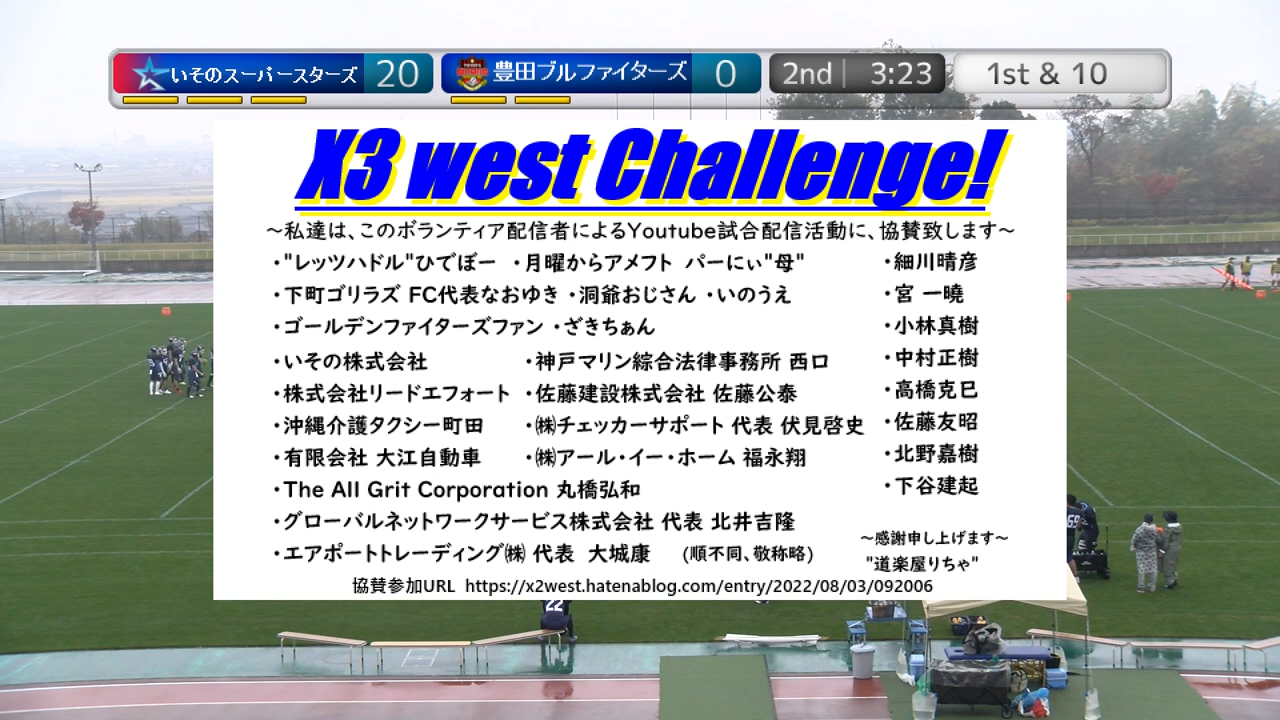 いそのスーパースターズ 20 豊田ブルファイターズ 0 2nd 3:23 1st & 10
X3 west Challenge!
～私達は、このボランティア配信者によるYoutube試合配信活動に、協賛致します～
・"レッツハドル"ひでぼー ・月曜からアメフト パーにぃ"母" ・細川晴彦
・下町ゴリラズ FC代表なおゆき ・洞爺おじさん ・いのうえ ・宮 一曉
・ゴールデンファイターズファン ・ざきちぁん ・小林真樹
・いその株式会社 ・神戸マリン綜合法律事務所 西口 ・中村正樹
・株式会社リードエフォート ・佐藤建設株式会社 佐藤公泰 ・高橋克巳
・沖縄介護タクシー町田 ・㈱チェッカーサポート 代表 伏見啓史 ・佐藤友昭
・有限会社 大江自動車 ・㈱アール・イー・ホーム 福永翔 ・北野嘉樹
・The All Grit Corporation 丸橋弘和 ・下谷建起
・グローバルネットワークサービス株式会社 代表 北井吉隆
・エアポートトレーディング㈱ 代表 大城康 (順不同、敬称略)
～感謝申し上げます～
"道楽屋りちゃ"
協賛参加URL https://x2west.hatenablog.com/entry/2022/08/03/092006
69
22